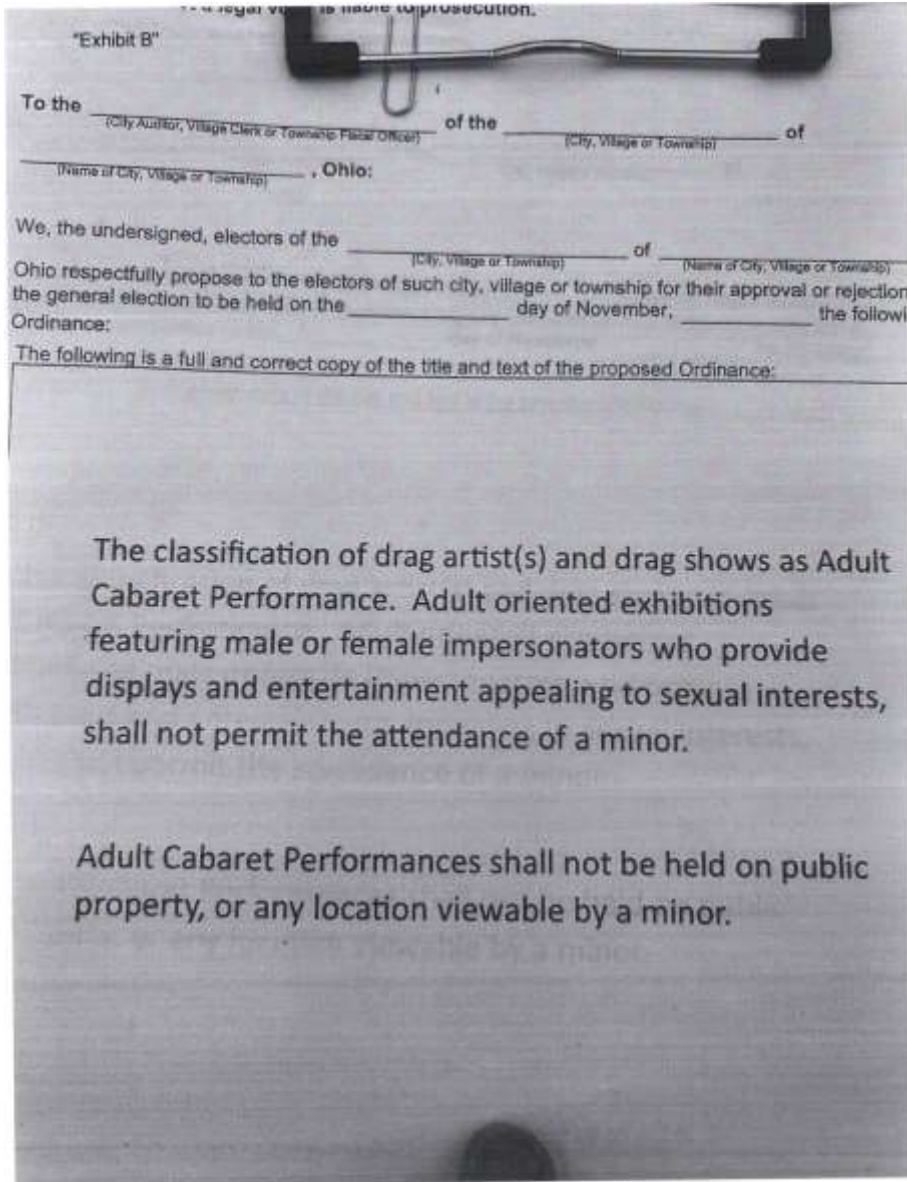 legal is liable to prosecution.
"Exhibit B"
To the of the of
(City Auditor, Village Clerk or Township Fiscal Officer) (City, Village or Township)
, Ohio:
(Name of City, Village or Township)
We, the undersigned, electors of the of
(City, Village or Township) (Name of City, Village or Township)
Ohio respectfully propose to the electors of such city, village or township for their approval or rejection
the general election to be held on the day of November, the followi
Ordinance:
The following is a full and correct copy of the title and text of the proposed Ordinance:
The classification of drag artist(s) and drag shows as Adult
Cabaret Performance. Adult oriented exhibitions
featuring male or female impersonators who provide
displays and entertainment appealing to sexual interests,
shall not permit the attendance of a minor.
Adult Cabaret Performances shall not be held on public
property, or any location viewable by a minor.